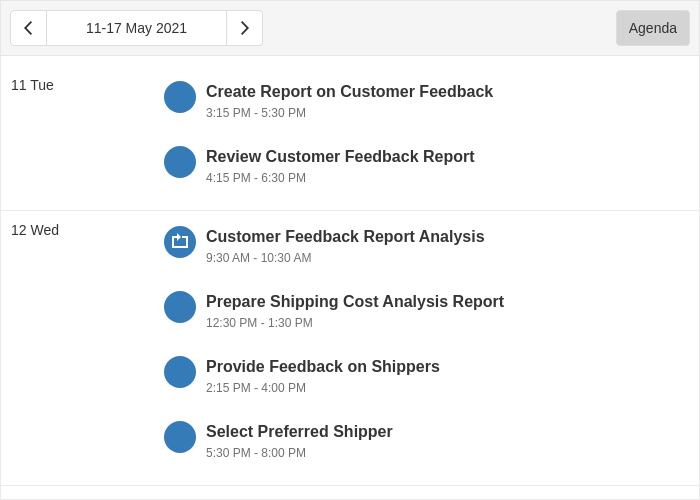 11-17 May 2021
Agenda
11 Tue
Create Report on Customer Feedback
3:15 PM - 5:30 PM
Review Customer Feedback Report
4:15 PM - 6:30 PM
12 Wed
Customer Feedback Report Analysis
9:30 AM - 10:30 AM
Prepare Shipping Cost Analysis Report
12:30 PM - 1:30 PM
Provide Feedback on Shippers
2:15 PM - 4:00 PM
Select Preferred Shipper
5:30 PM - 8:00 PM